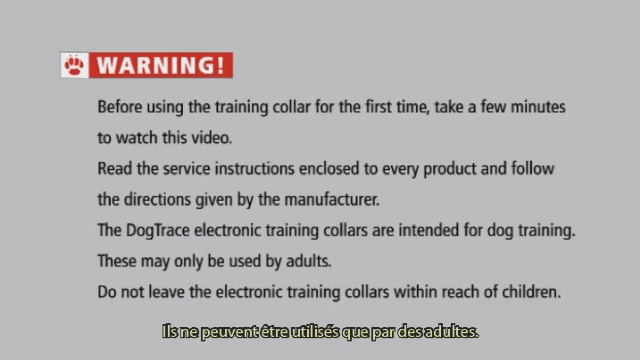 WARNING!
Before using the training collar for the first time, take a few minutes
to watch this video.
Read the service instructions enclosed to every product and follow
the directions given by the manufacturer.
The DogTrace electronic training collars are intended for dog training.
These may only be used by adults.
Do not leave the electronic training collars within reach of children.
Ils ne peuvent être utilisés que par des adultes.